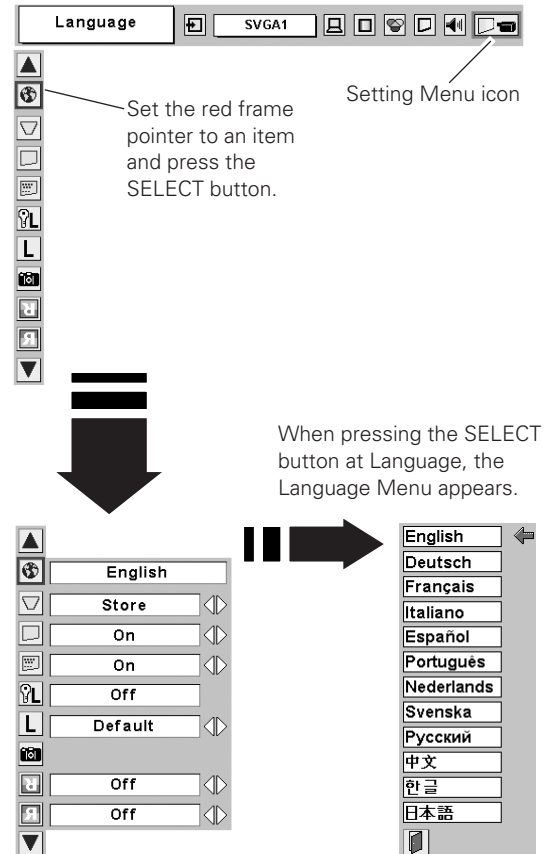 Language
SVGA1
Setting Menu icon
Set the red frame
pointer to an item
and press the
SELECT button.
L
L
R
R
When pressing the SELECT
button at Language, the
Language Menu appears.
English
Store
On
On
L
Off
L
Default
R
Off
R
Off
English
Deutsch
Français
Italiano
Español
Português
Nederlands
Svenska
Русский
中文
한글
日本語